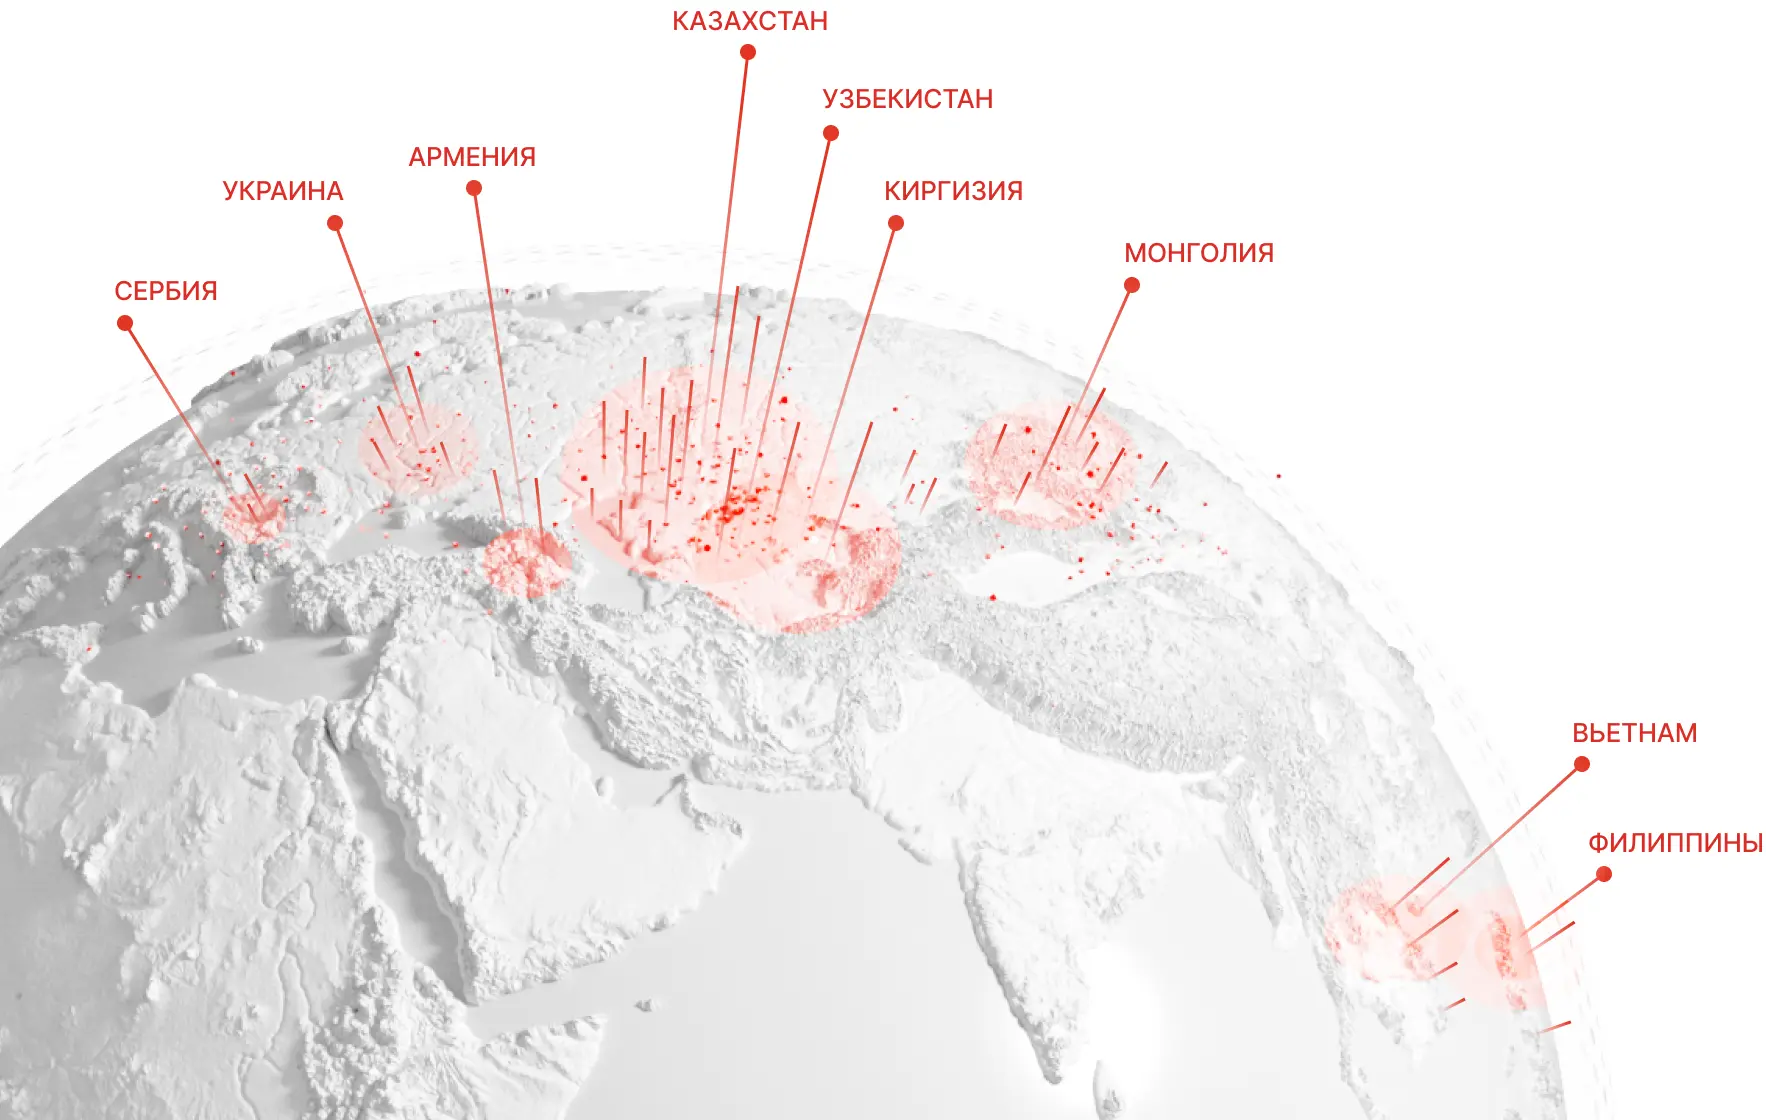 КАЗАХСТАН
УЗБЕКИСТАН
АРМЕНИЯ
УКРАИНА
КИРГИЗИЯ
МОНГОЛИЯ
СЕРБИЯ
ВЬЕТНАМ
ФИЛИППИНЫ